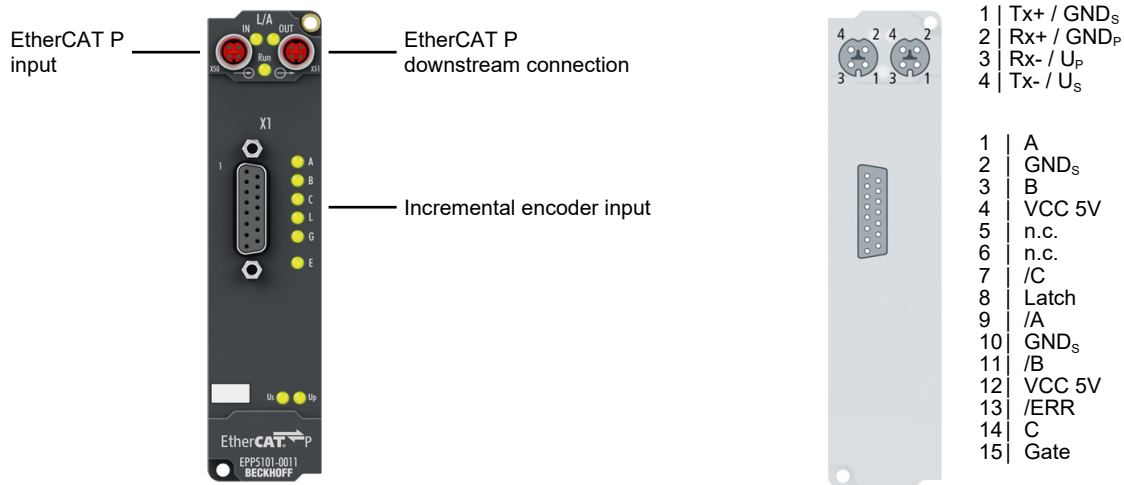 EtherCAT P
input
L/A
IN
OUT
Run
X50
X51
EtherCAT P
downstream connection
X1
1
A
B
C
L
G
E
Incremental encoder input
Us
Up
EtherCAT P
EPP5101-0011
BECKHOFF
4 2 4 2
3 1 3 1
1 | Tx+ / GNDS
2 | Rx+ / GNDP
3 | Rx- / UP
4 | Tx- / US
1 | A
2 | GNDS
3 | B
4 | VCC 5V
5 | n.c.
6 | n.c.
7 | /C
8 | Latch
9 | /A
10| GNDS
11| /B
12| VCC 5V
13| /ERR
14| C
15| Gate